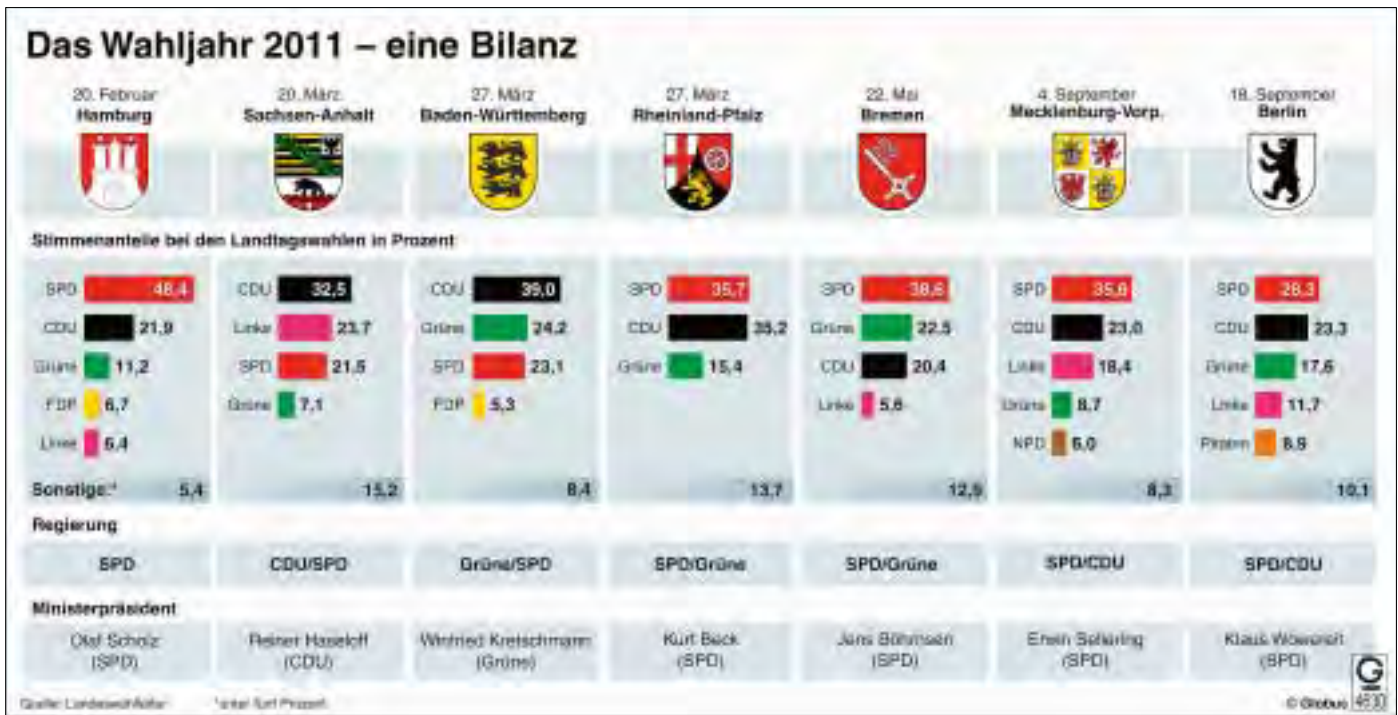 Das Wahljahr 2011 – eine Bilanz
20. Februar
Hamburg
20. März
Sachsen-Anhalt
27. März
Baden-Württemberg
27. März
Rheinland-Pfalz
22. Mai
Bremen
4. September
Mecklenburg-Vorp.
18. September
Berlin
Stimmenanteile bei den Landtagswahlen in Prozent
SPD 48,4
CDU 21,9
Grüne 11,2
FDP 6,7
Linke 6,4
CDU 32,5
Linke 23,7
SPD 21,5
Grüne 7,1
CDU 39,0
Grüne 24,2
SPD 23,1
FDP 5,3
SPD 35,7
CDU 35,2
Grüne 15,4
SPD 38,6
Grüne 22,5
CDU 20,4
Linke 5,6
SPD 35,6
CDU 23,0
Linke 18,4
Grüne 8,7
NPD 6,0
SPD 28,3
CDU 23,3
Grüne 17,6
Linke 11,7
Piraten 8,9
Sonstige:* 5,4 15,2 8,4 13,7 12,9 8,3 10,1
Regierung
SPD CDU/SPD Grüne/SPD SPD/Grüne SPD/Grüne SPD/CDU SPD/CDU
Ministerpräsident
Olaf Scholz
(SPD)
Reiner Haseloff
(CDU)
Winfried Kretschmann
(Grüne)
Kurt Beck
(SPD)
Jens Böhrnsen
(SPD)
Erwin Sellering
(SPD)
Klaus Wowereit
(SPD)
Quelle: Landeswahlleiter *unter fünf Prozent
© Globus
G